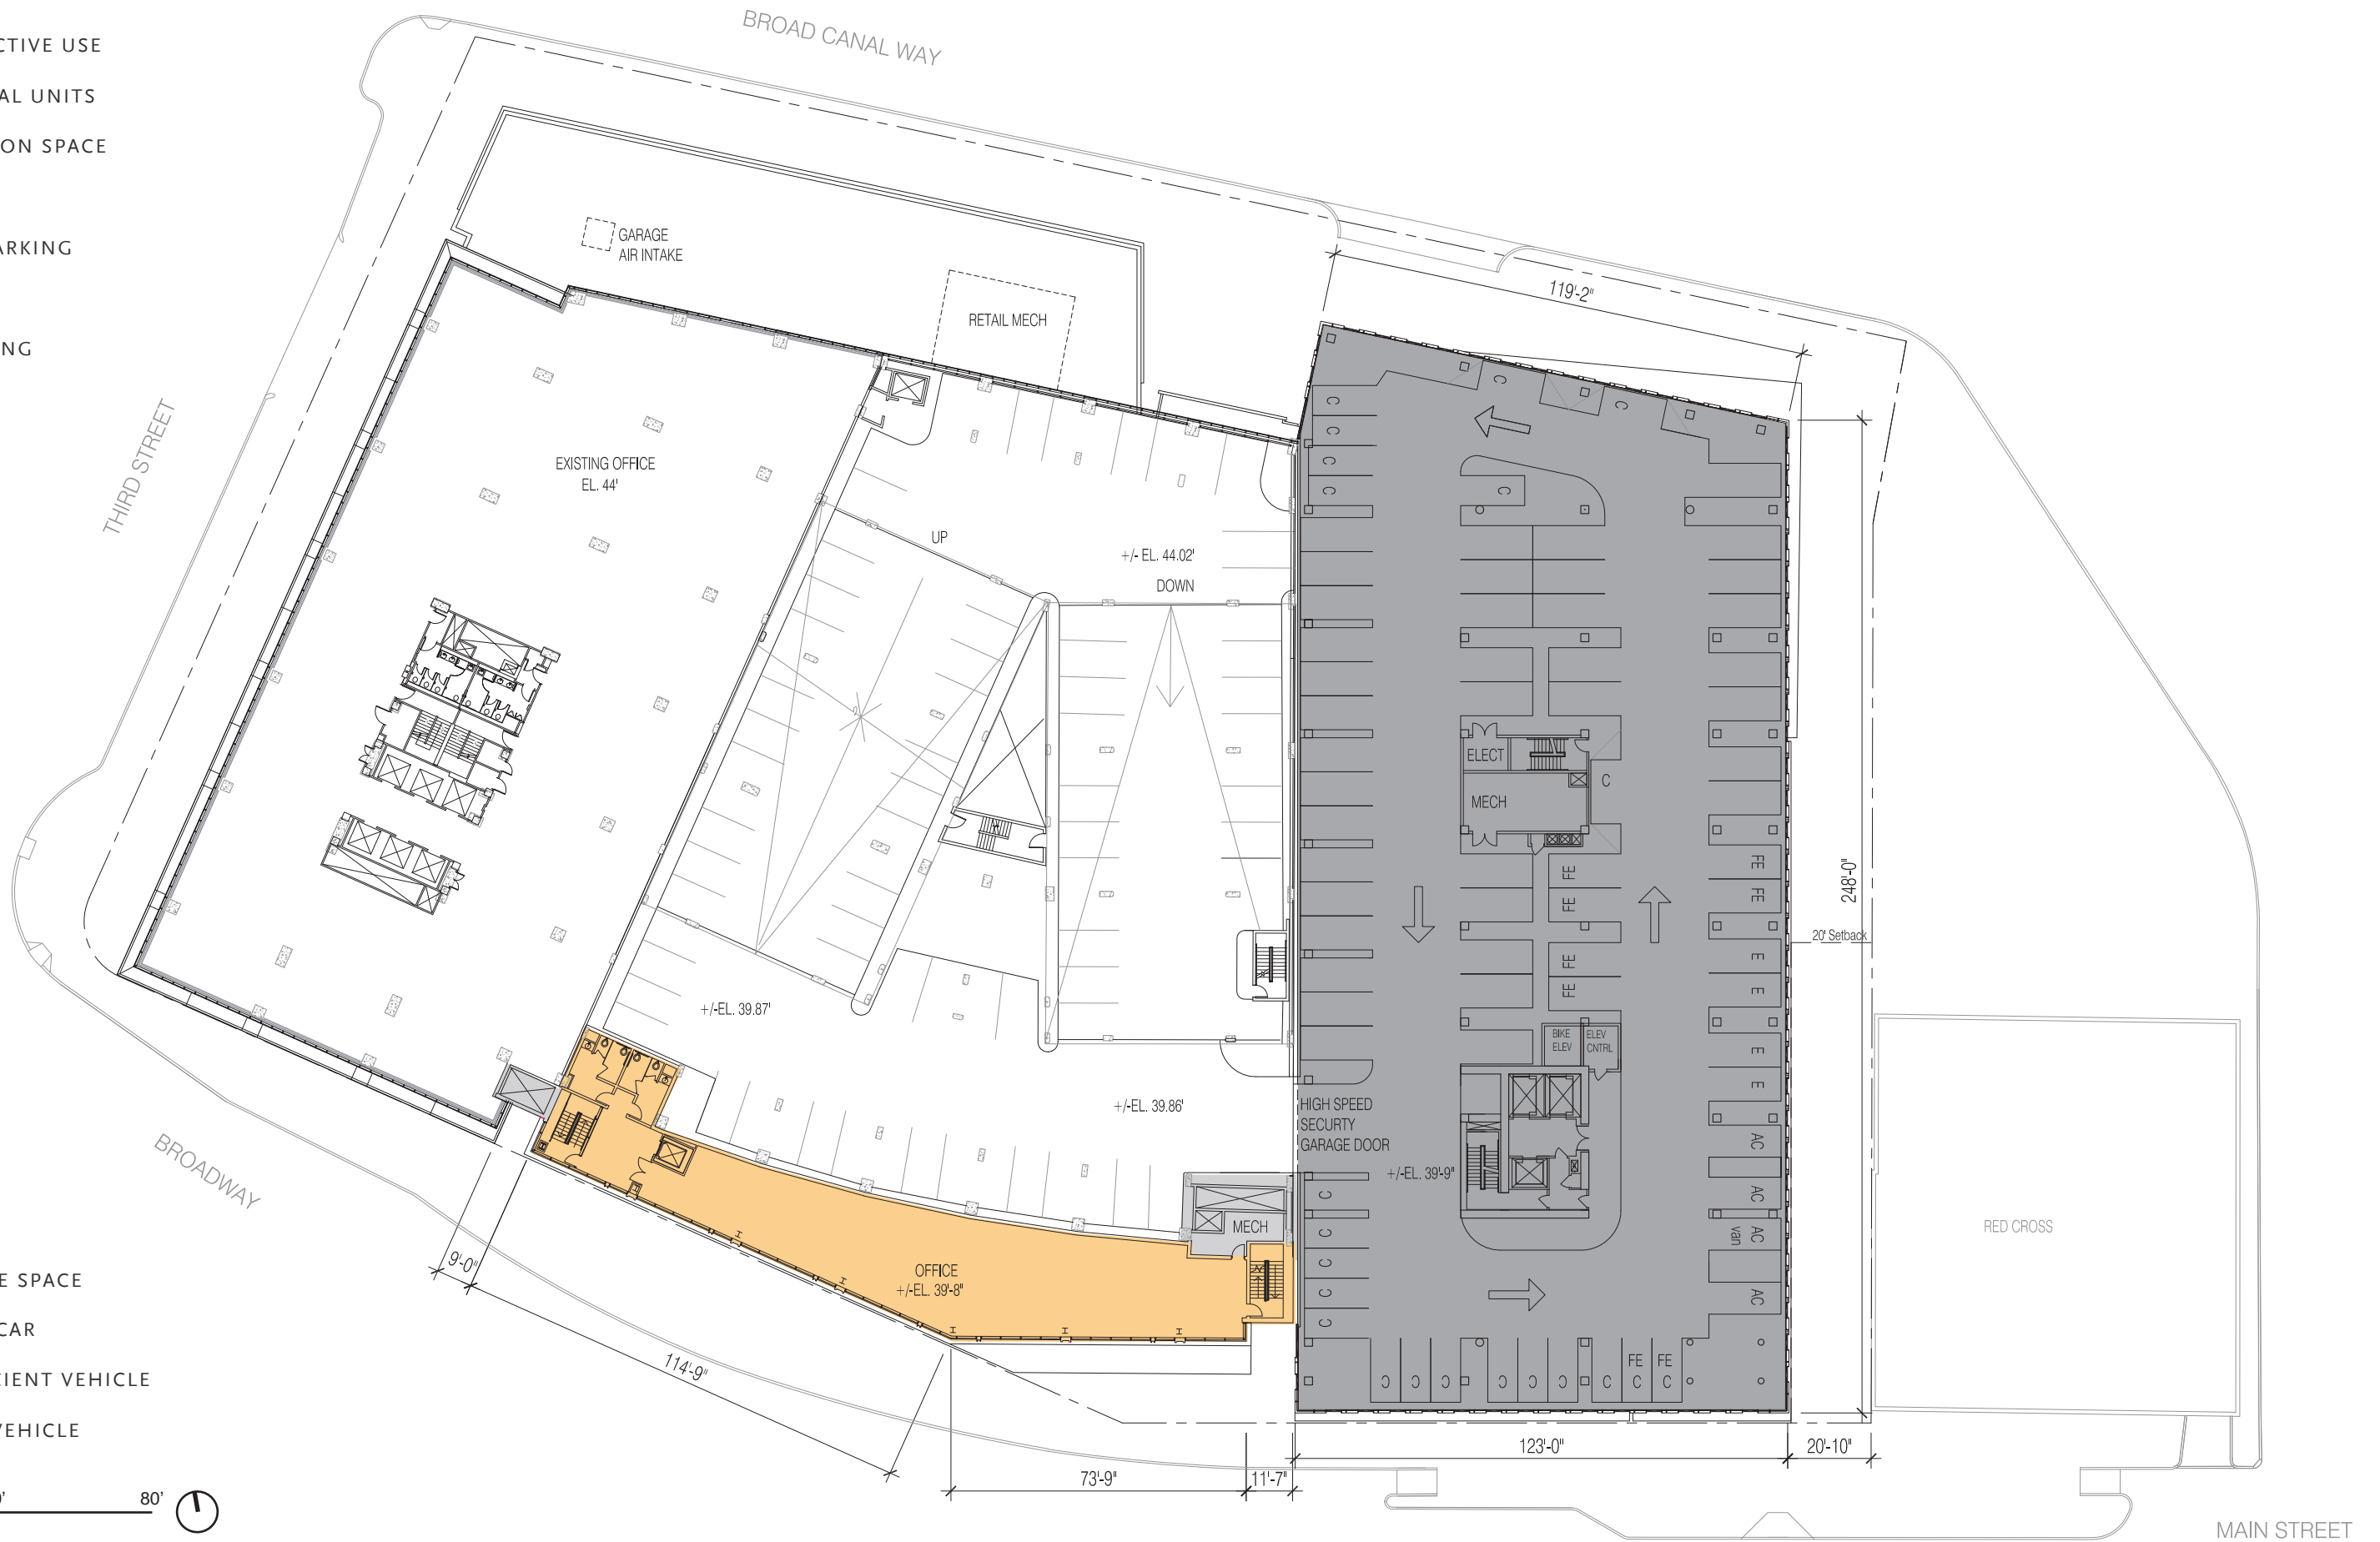 CTIVE USE
AL UNITS
ON SPACE
ARKING
NG
BROAD CANAL WAY
THIRD STREET
GARAGE
AIR INTAKE
RETAIL MECH
119'-2"
EXISTING OFFICE
EL. 44'
UP
+/- EL. 44.02'
DOWN
C
C
C
C
C
C
C
ELECT
MECH
C
FE
FE
FE
FE
FE
FE
E
E
E
E
248'-0"
20' Setback
+/-EL. 39.87'
+/-EL. 39.86'
BIKE
ELEV
ELEV
CNTRL
HIGH SPEED
SECURTY
GARAGE DOOR
+/-EL. 39'-9"
AC
AC
AC
van
AC
C
C
C
C
C
MECH
OFFICE
+/-EL. 39'-8"
BROADWAY
9'-0"
114'-9"
RED CROSS
FE
FE
C
C
C
C
C
C
C
C
C
73'-9"
11'-7"
123'-0"
20'-10"
E SPACE
CAR
CIENT VEHICLE
VEHICLE
80'
MAIN STREET